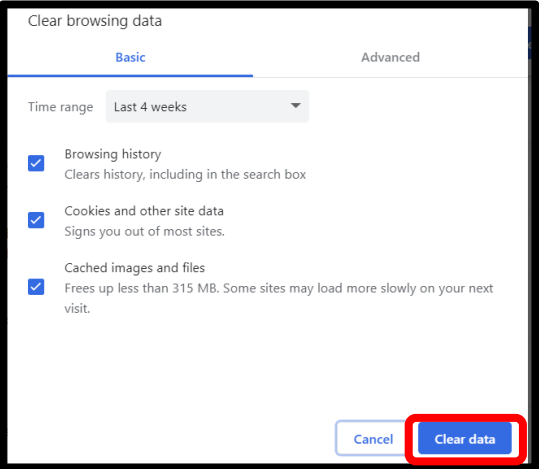 Clear browsing data
Basic
Advanced
Time range
Last 4 weeks
Browsing history
Clears history, including in the search box
Cookies and other site data
Signs you out of most sites.
Cached images and files
Frees up less than 315 MB. Some sites may load more slowly on your next
visit.
Cancel
Clear data